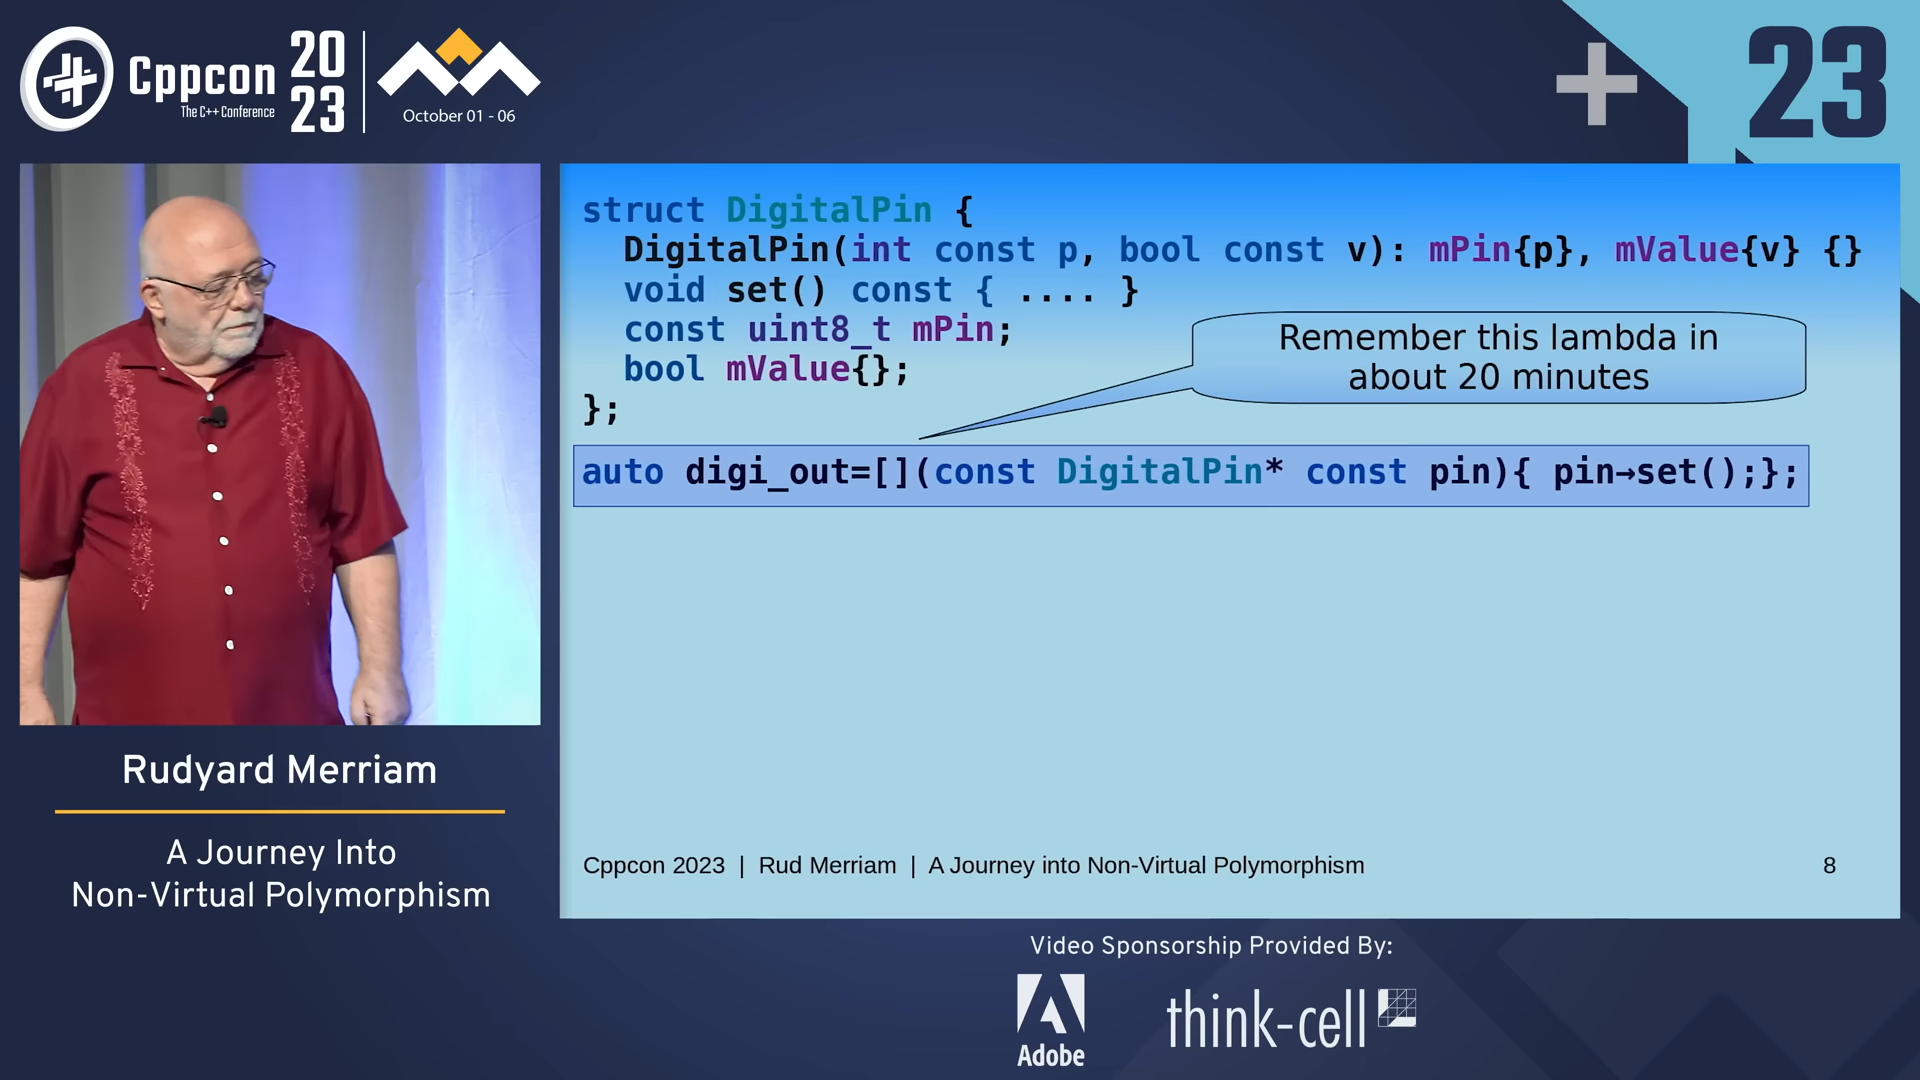 Cppcon
The C++ Conference
20
23
October 01 - 06
23
struct DigitalPin {
DigitalPin(int const p, bool const v): mPin{p}, mValue{v} {}
void set() const { .... }
const uint8_t mPin;
bool mValue{};
};
Remember this lambda in
about 20 minutes
auto digi_out=[](const DigitalPin* const pin){ pin→set();};
Cppcon 2023 | Rud Merriam | A Journey into Non-Virtual Polymorphism
8
Rudyard Merriam
A Journey Into
Non-Virtual Polymorphism
Video Sponsorship Provided By:
Adobe
think-cell